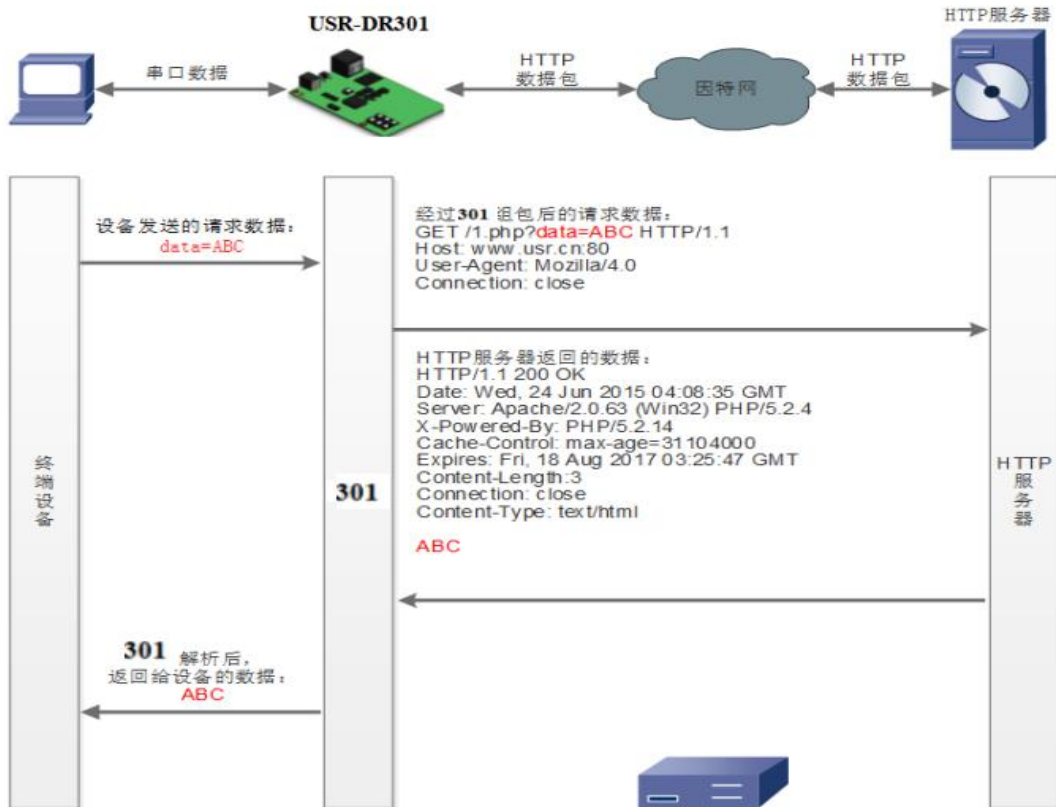 USR-DR301
HTTP服务器
串口数据
HTTP
数据包
因特网
HTTP
数据包
设备发送的请求数据：
data=ABC
经过301 组包后的请求数据：
GET /1.php?data=ABC HTTP/1.1
Host: www.usr.cn:80
User-Agent: Mozilla/4.0
Connection: close
HTTP服务器返回的数据：
HTTP/1.1 200 OK
Date: Wed, 24 Jun 2015 04:08:35 GMT
Server: Apache/2.0.63 (Win32) PHP/5.2.4
X-Powered-By: PHP/5.2.14
Cache-Control: max-age=31104000
Expires: Fri, 18 Aug 2017 03:25:47 GMT
Content-Length:3
Connection: close
Content-Type: text/html
ABC
终端设备
301
HTTP
服务器
301 解析后，
返回给设备的数据：
ABC